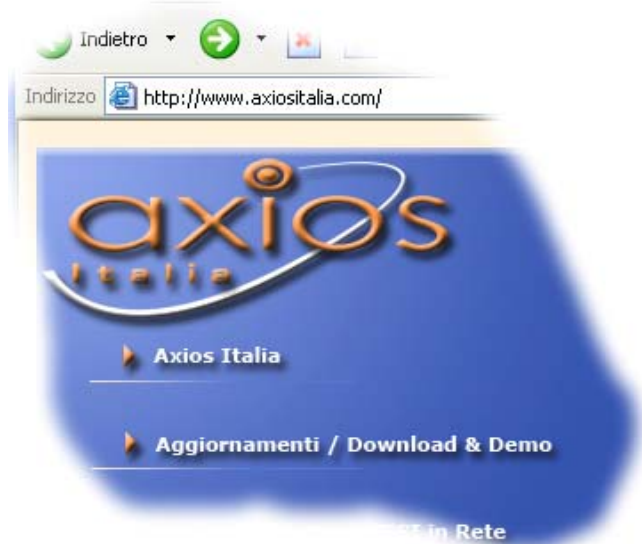 Indietro
Indirizzo http://www.axiositalia.com/
axios
Italia
Axios Italia
Aggiornamenti / Download & Demo
in Rete